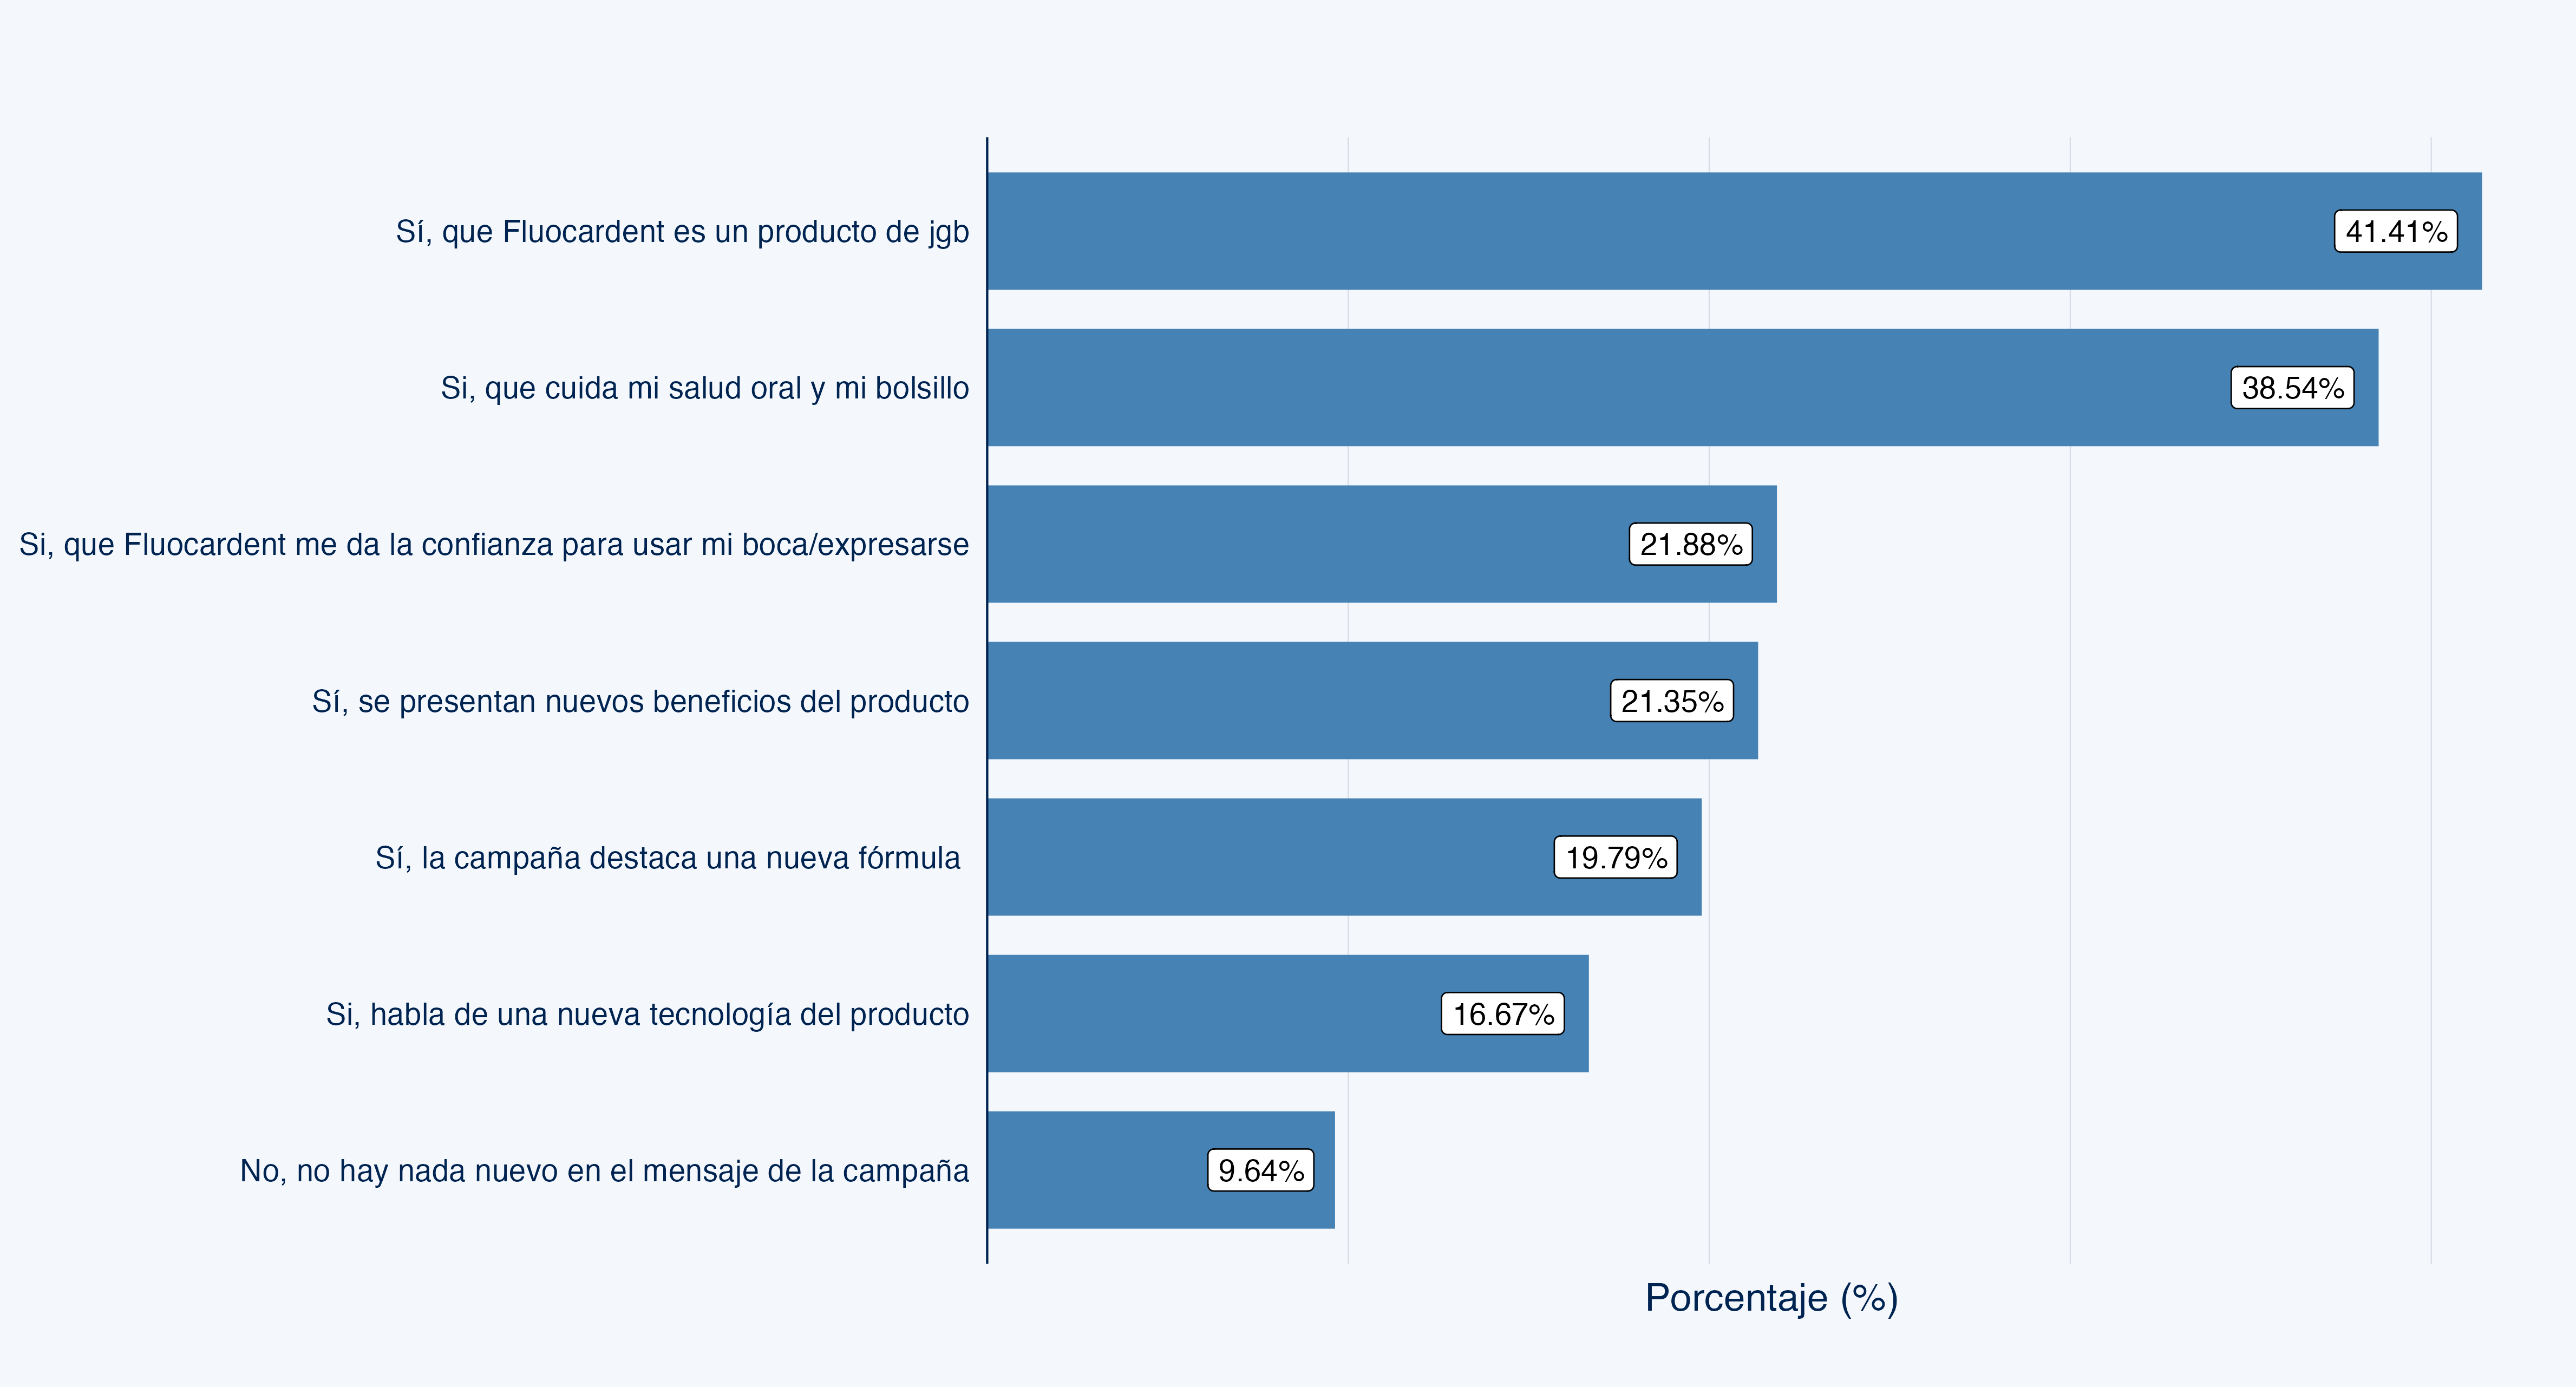 Sí, que Fluocardent es un producto de jgb
41.41%
Si, que cuida mi salud oral y mi bolsillo
38.54%
Si, que Fluocardent me da la confianza para usar mi boca/expresarse
21.88%
Sí, se presentan nuevos beneficios del producto
21.35%
Sí, la campaña destaca una nueva fórmula
19.79%
Si, habla de una nueva tecnología del producto
16.67%
No, no hay nada nuevo en el mensaje de la campaña
9.64%
Porcentaje (%)